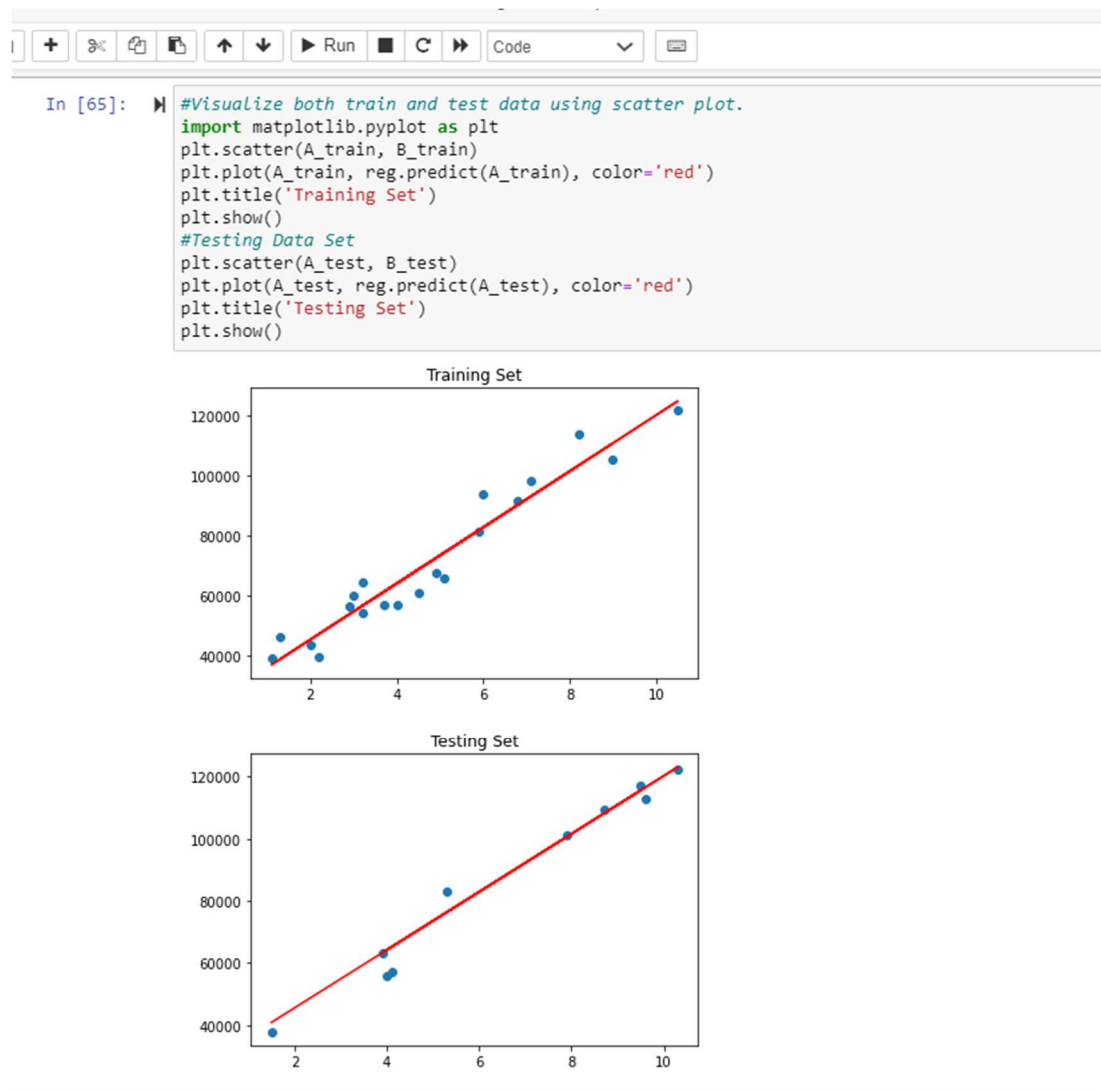 Run Code
In [65]:
#Visualize both train and test data using scatter plot.
import matplotlib.pyplot as plt
plt.scatter(A_train, B_train)
plt.plot(A_train, reg.predict(A_train), color='red')
plt.title('Training Set')
plt.show()
#Testing Data Set
plt.scatter(A_test, B_test)
plt.plot(A_test, reg.predict(A_test), color='red')
plt.title('Testing Set')
plt.show()
Training Set
120000
100000
80000
60000
40000
2 4 6 8 10
Testing Set
120000
100000
80000
60000
40000
2 4 6 8 10